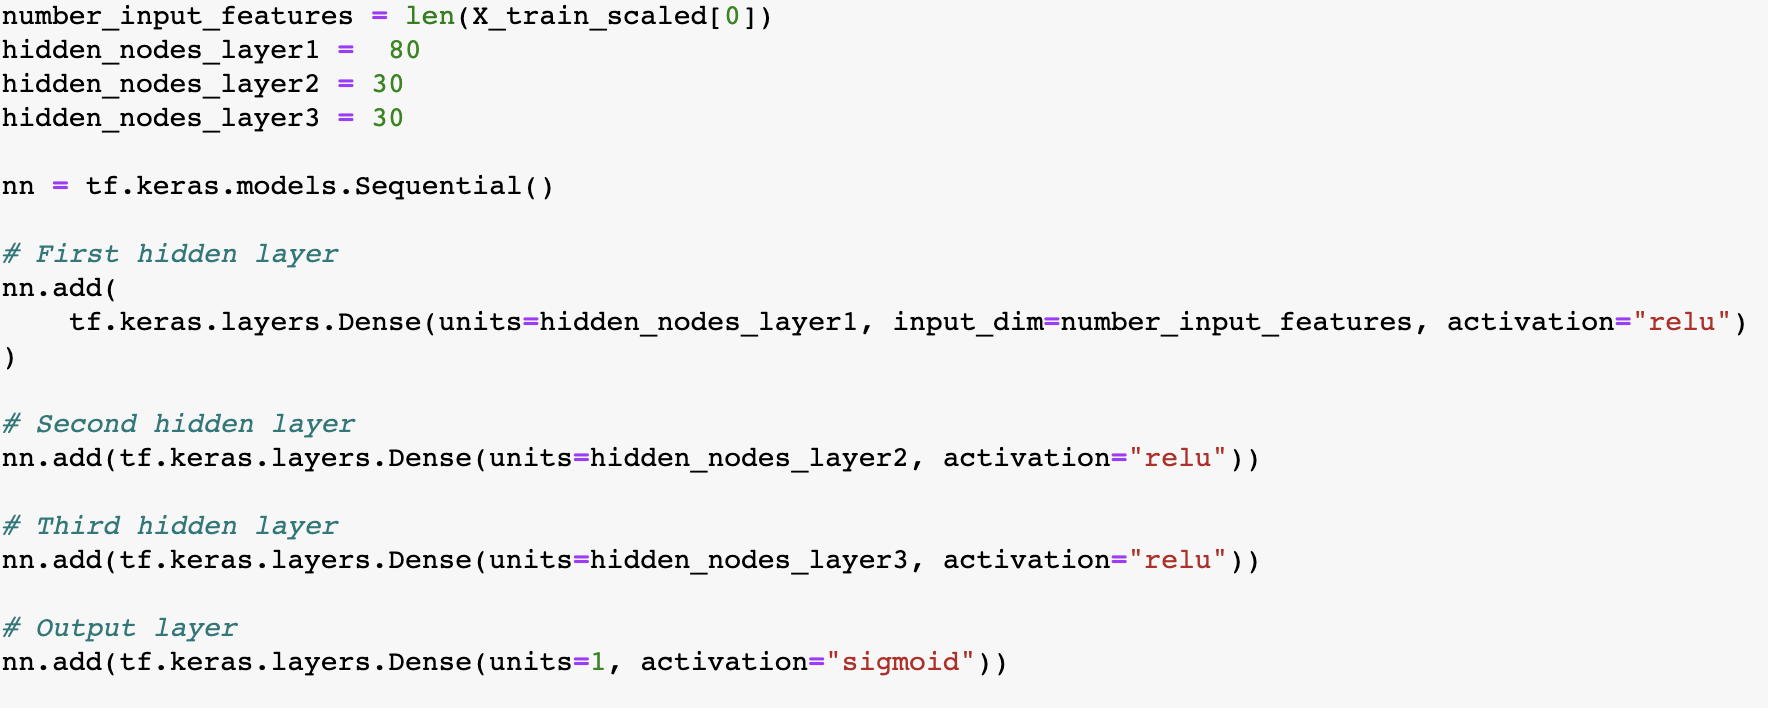 number_input_features = len(X_train_scaled[0])
hidden_nodes_layer1 =  80
hidden_nodes_layer2 = 30
hidden_nodes_layer3 = 30

nn = tf.keras.models.Sequential()

# First hidden layer
nn.add(
    tf.keras.layers.Dense(units=hidden_nodes_layer1, input_dim=number_input_features, activation="relu")
)

# Second hidden layer
nn.add(tf.keras.layers.Dense(units=hidden_nodes_layer2, activation="relu"))

# Third hidden layer
nn.add(tf.keras.layers.Dense(units=hidden_nodes_layer3, activation="relu"))

# Output layer
nn.add(tf.keras.layers.Dense(units=1, activation="sigmoid"))